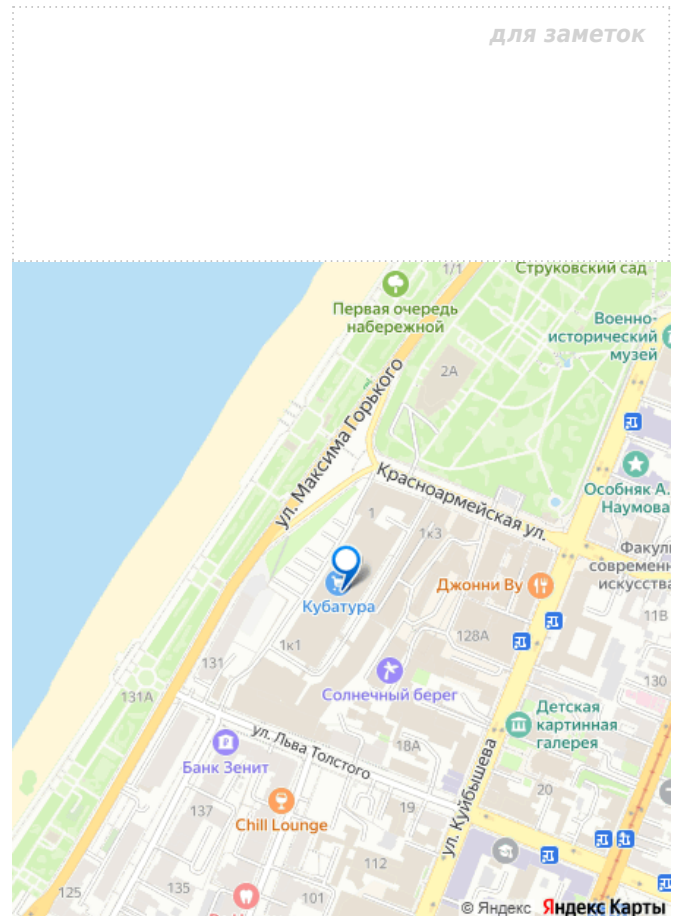 для заметок
1/1
Струковский сад
Первая очередь
набережной
Военно-
исторический
музей
2А
ул. Максима Горького
Красноармейская ул.
Особняк А.
Наумова
1
1к3
современн
искусства
Джонни Ву
Кубатура
11В
128А
1к1
131
130
Солнечный берег
131А
Детская
картинная
галерея
ул. Льва Толстого
18А
Банк Зенит
ул. Куйбышева
20
137
Chill Lounge
19
112
125
135
101
© Яндекс Яндекс Карты